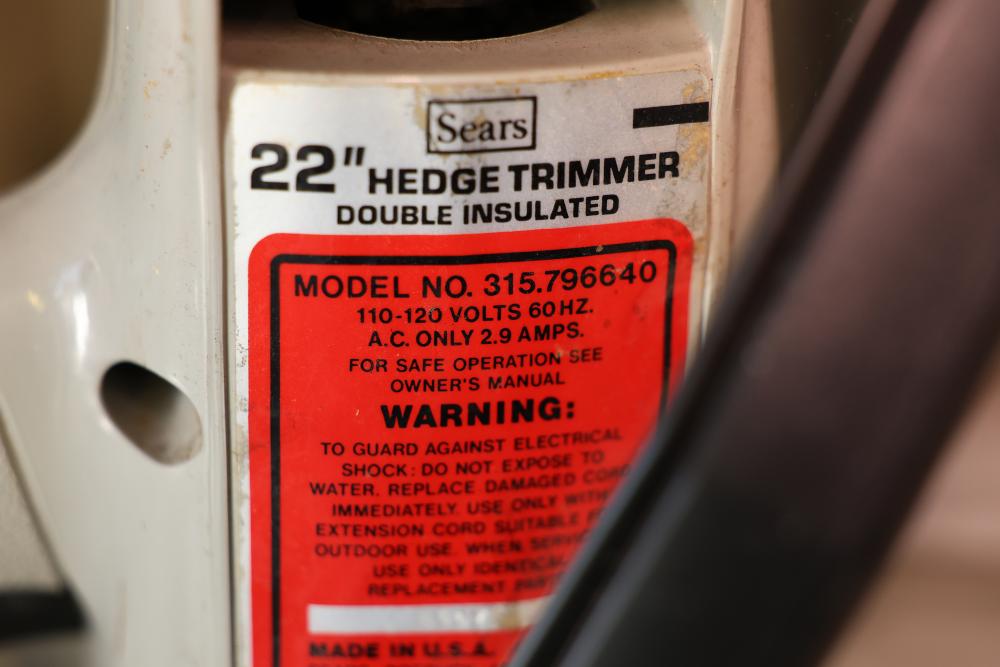 Sears
22" HEDGE TRIMMER
DOUBLE INSULATED
MODEL NO. 315.796640
110-120 VOLTS 60 HZ.
A.C. ONLY 2.9 AMPS.
FOR SAFE OPERATION SEE
OWNER'S MANUAL
WARNING:
TO GUARD AGAINST ELECTRICAL
SHOCK: DO NOT EXPOSE TO
WATER. REPLACE DAMAGED
IMMEDIATELY. USE ONLY WITH
EXTENSION CORD SUITABLE
OUTDOOR USE. WHEN
USE ONLY IDENTICAL
REPLACEMENT
MADE IN U.S.A.